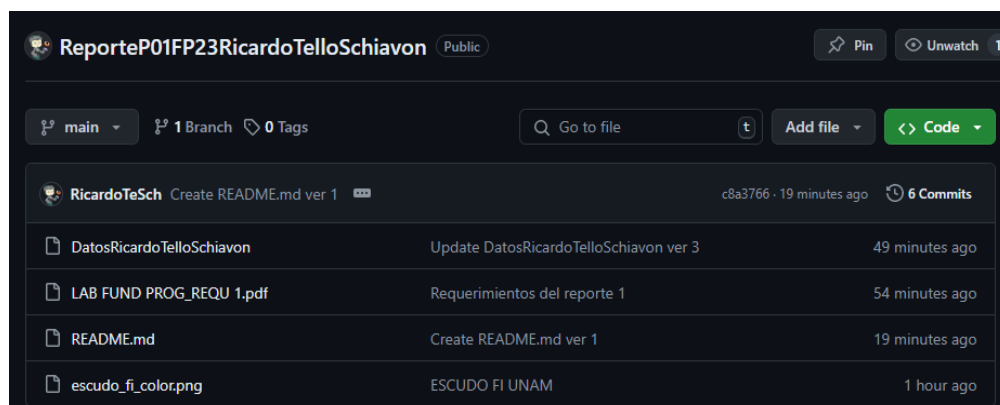 ReporteP01FP23RicardoTelloSchiavon Public Pin Unwatch 1
main 1 Branch 0 Tags Go to file t Add file Code
RicardoTeSch Create README.md ver 1 c8a3766 · 19 minutes ago 6 Commits
DatosRicardoTelloSchiavon Update DatosRicardoTelloSchiavon ver 3 49 minutes ago
LAB FUND PROG_REQU 1.pdf Requerimientos del reporte 1 54 minutes ago
README.md Create README.md ver 1 19 minutes ago
escudo_fi_color.png ESCUDO FI UNAM 1 hour ago